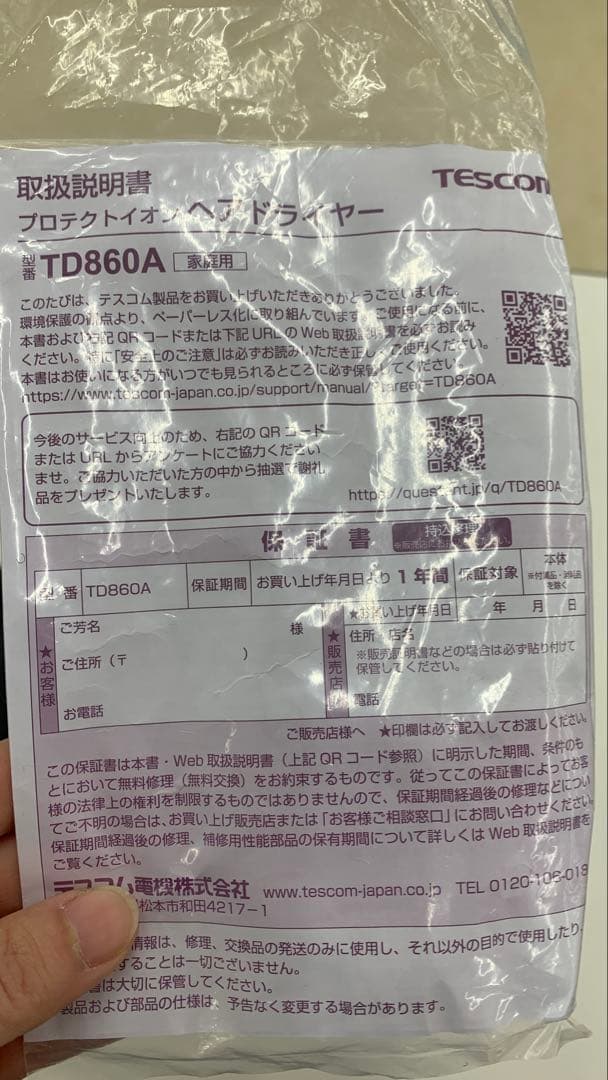 取扱説明書
TESCOM
プロテクトイオン ヘアドライヤー
型番 TD860A 家庭用
このたびは、テスコム製品をお買い上げいただきありがとうございました。
環境保護の観点より、ペーパーレス化に取り組んでいます。ご使用になる前に、
本書および右記QRコードまたは下記URLのWeb取扱説明書を必ずお読み
ください。特に「安全上のご注意」は必ずお読みいただき正しくご使用ください。
本書はお使いになる方がいつでも見られるところに必ず保管してください。
https://www.tescom-japan.co.jp/support/manual/?target=TD860A
今後のサービス向上のため、右記のQRコード
またはURLからアンケートにご協力ください
ませ。ご協力いただいた方の中から抽選で謝礼
品をプレゼントいたします。
https://questant.jp/q/TD860A
保証書 持込修理
型番 TD860A 保証期間 お買い上げ年月日より1年間 保証対象 本体
※付属品・消耗品
を除く
★お客様
ご芳名 様
ご住所(〒 )
お電話
★販売店
★お買い上げ年月日 年 月 日
住所・店名
※販売証明書などの場合は必ず貼り付けて
保管してください。
電話
ご販売店様へ ★印欄は必ず記入してお渡しください。
この保証書は本書・Web取扱説明書(上記QRコード参照)に明示した期間、条件のも
とにおいて無料修理(無料交換)をお約束するものです。従ってこの保証書によってお客
様の法律上の権利を制限するものではありませんので、保証期間経過後の修理などについ
てご不明の場合は、お買い上げ販売店または「お客様ご相談窓口」にお問い合わせください。
保証期間経過後の修理、補修用性能部品の保有期間について詳しくはWeb取扱説明書を
ご覧ください。
テスコム電機株式会社 www.tescom-japan.co.jp TEL 0120-106-018
松本市和田4217-1
情報は、修理、交換品の発送のみに使用し、それ以外の目的で使用したり、
することは一切ございません。
は大切に保管してください。
製品および部品の仕様は、予告なく変更する場合があります。